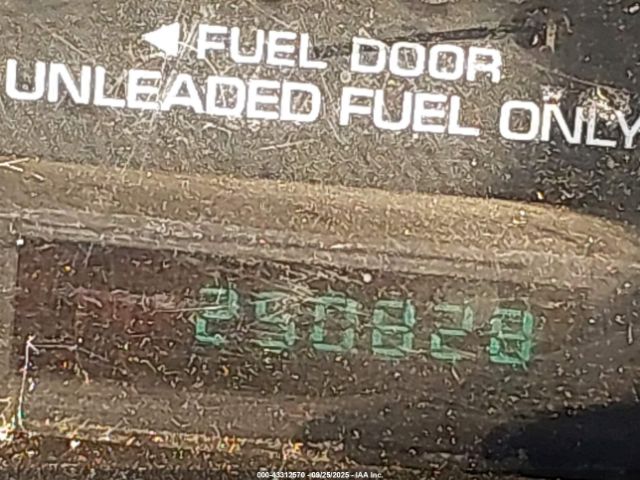 ◄FUEL DOOR
UNLEADED FUEL ONLY
250828
000-43312570 - 09/25/2025 - IAA Inc.